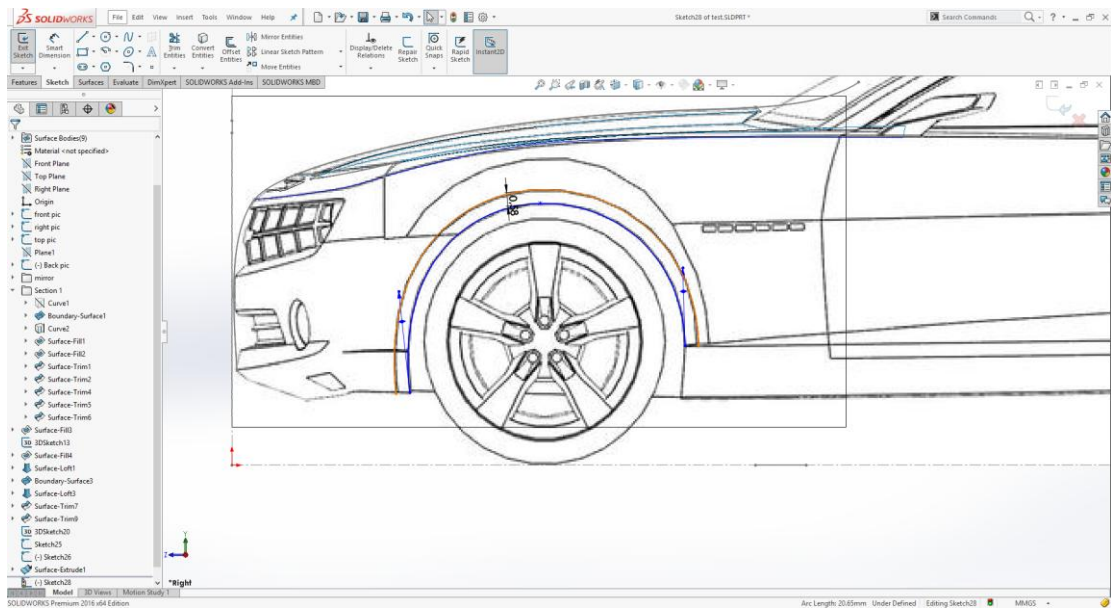 SOLIDWORKS File Edit View Insert Tools Window Help Sketch28 of test.SLDPRT * Search Commands
Exit Sketch
Smart Dimension
Trim Entities
Convert Entities
Offset Entities
Mirror Entities
Linear Sketch Pattern
Move Entities
Display/Delete Relations
Repair Sketch
Quick Snaps
Rapid Sketch
Instant2D
Features Sketch Surfaces Evaluate DimXpert SOLIDWORKS Add-Ins SOLIDWORKS MBD
Surface Bodies(9)
Material <not specified>
Front Plane
Top Plane
Right Plane
Origin
front pic
right pic
top pic
Plane1
(-) Back pic
mirror
Section 1
Curve1
Boundary-Surface1
Curve2
Surface-Fill1
Surface-Fill2
Surface-Trim1
Surface-Trim2
Surface-Trim4
Surface-Trim5
Surface-Trim6
Surface-Fill3
3D 3DSketch13
Surface-Fill4
Surface-Loft1
Boundary-Surface3
Surface-Loft3
Surface-Trim7
Surface-Trim9
3D 3DSketch20
Sketch25
(-) Sketch26
Surface-Extrude1
(-) Sketch28
0.58
Y
Z
*Right
Model 3D Views Motion Study 1
SOLIDWORKS Premium 2016 x64 Edition Arc Length: 20.65mm Under Defined Editing Sketch28 MMGS